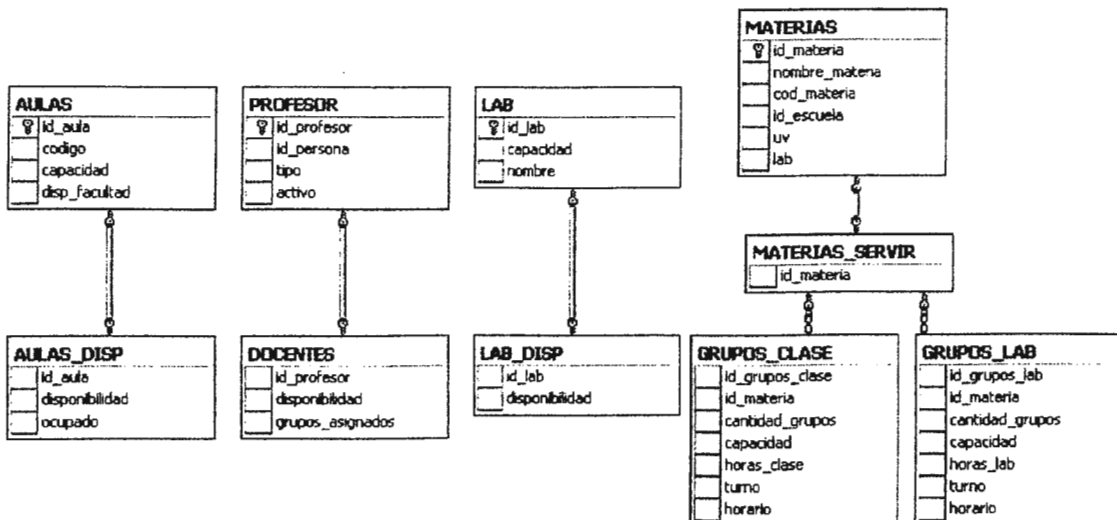 MATERIAS
id_materia
nombre_materia
cod_materia
id_escuela
uv
lab
AULAS
id_aula
codigo
capacidad
disp_facultad
PROFESOR
id_profesor
id_persona
tipo
activo
LAB
id_lab
capacidad
nombre
MATERIAS_SERVIR
id_materia
AULAS_DISP
id_aula
disponibilidad
ocupado
DOCENTES
id_profesor
disponibilidad
grupos_asignados
LAB_DISP
id_lab
disponibilidad
GRUPOS_CLASE
id_grupos_clase
id_materia
cantidad_grupos
capacidad
horas_clase
turno
horario
GRUPOS_LAB
id_grupos_lab
id_materia
cantidad_grupos
capacidad
horas_lab
turno
horario